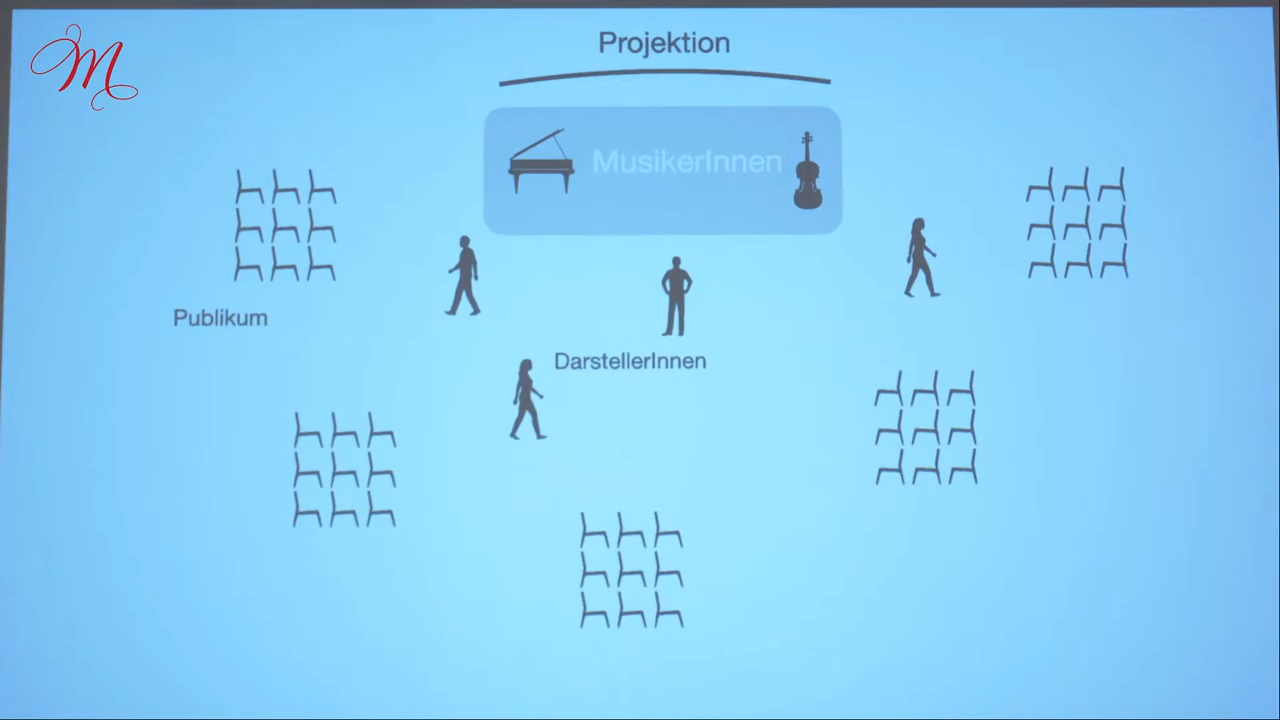 M
Projektion
MusikerInnen
Publikum
DarstellerInnen